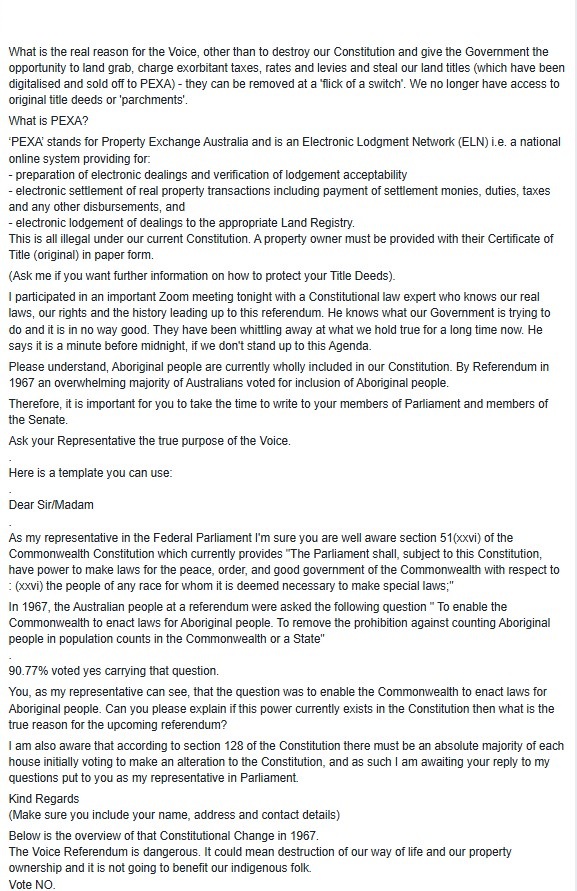 What is the real reason for the Voice, other than to destroy our Constitution and give the Government the
opportunity to land grab, charge exorbitant taxes, rates and levies and steal our land titles (which have been
digitalised and sold off to PEXA) - they can be removed at a 'flick of a switch'. We no longer have access to
original title deeds or 'parchments'.
What is PEXA?
'PEXA' stands for Property Exchange Australia and is an Electronic Lodgment Network (ELN) i.e. a national
online system providing for:
- preparation of electronic dealings and verification of lodgement acceptability
- electronic settlement of real property transactions including payment of settlement monies, duties, taxes
and any other disbursements, and
- electronic lodgement of dealings to the appropriate Land Registry.
This is all illegal under our current Constitution. A property owner must be provided with their Certificate of
Title (original) in paper form.
(Ask me if you want further information on how to protect your Title Deeds).
I participated in an important Zoom meeting tonight with a Constitutional law expert who knows our real
laws, our rights and the history leading up to this referendum. He knows what our Government is trying to
do and it is in no way good. They have been whittling away at what we hold true for a long time now. He
says it is a minute before midnight, if we don't stand up to this Agenda.
Please understand, Aboriginal people are currently wholly included in our Constitution. By Referendum in
1967 an overwhelming majority of Australians voted for inclusion of Aboriginal people.
Therefore, it is important for you to take the time to write to your members of Parliament and members of
the Senate.
Ask your Representative the true purpose of the Voice.
.
Here is a template you can use:
.
Dear Sir/Madam
.
As my representative in the Federal Parliament I'm sure you are well aware section 51(xxvi) of the
Commonwealth Constitution which currently provides "The Parliament shall, subject to this Constitution,
have power to make laws for the peace, order, and good government of the Commonwealth with respect to
: (xxvi) the people of any race for whom it is deemed necessary to make special laws;"
In 1967, the Australian people at a referendum were asked the following question " To enable the
Commonwealth to enact laws for Aboriginal people. To remove the prohibition against counting Aboriginal
people in population counts in the Commonwealth or a State"
.
90.77% voted yes carrying that question.
You, as my representative can see, that the question was to enable the Commonwealth to enact laws for
Aboriginal people. Can you please explain if this power currently exists in the Constitution then what is the
true reason for the upcoming referendum?
I am also aware that according to section 128 of the Constitution there must be an absolute majority of each
house initially voting to make an alteration to the Constitution, and as such I am awaiting your reply to my
questions put to you as my representative in Parliament.
Kind Regards
(Make sure you include your name, address and contact details)
Below is the overview of that Constitutional Change in 1967.
The Voice Referendum is dangerous. It could mean destruction of our way of life and our property
ownership and it is not going to benefit our indigenous folk.
Vote NO.